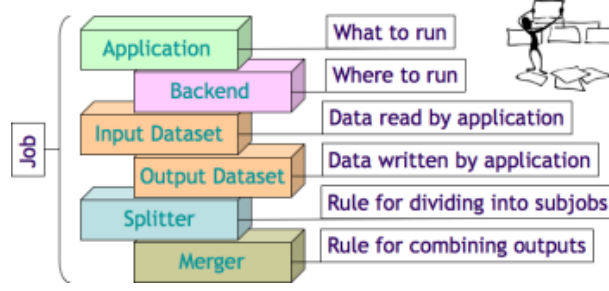 Application
What to run
Backend
Where to run
Input Dataset
Data read by application
Job
Output Dataset
Data written by application
Splitter
Rule for dividing into subjobs
Merger
Rule for combining outputs